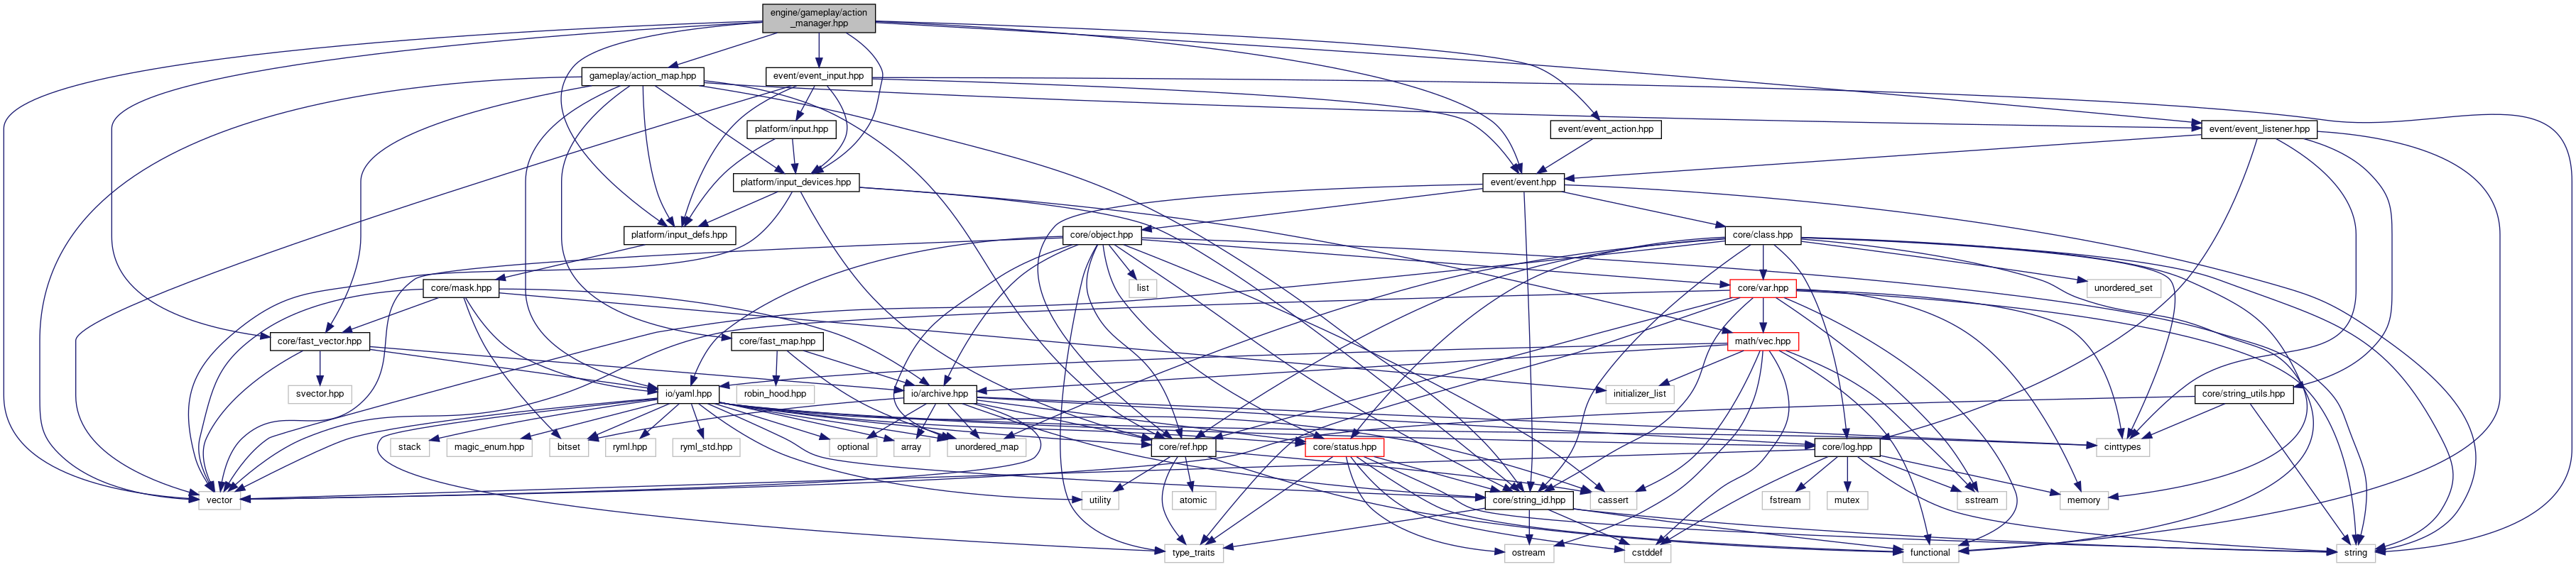 engine/gameplay/action
_manager.hpp
gameplay/action_map.hpp
event/event_input.hpp
platform/input.hpp
event/event_action.hpp
event/event_listener.hpp
platform/input_devices.hpp
event/event.hpp
platform/input_defs.hpp
core/object.hpp
core/class.hpp
core/mask.hpp
list
core/var.hpp
unordered_set
core/fast_vector.hpp
core/fast_map.hpp
math/vec.hpp
svector.hpp
io/yaml.hpp
robin_hood.hpp
io/archive.hpp
initializer_list
core/string_utils.hpp
stack
magic_enum.hpp
bitset
ryml.hpp
ryml_std.hpp
optional
array
unordered_map
core/ref.hpp
core/status.hpp
core/log.hpp
cinttypes
vector
utility
atomic
core/string_id.hpp
cassert
fstream
mutex
sstream
memory
type_traits
ostream
cstddef
functional
string